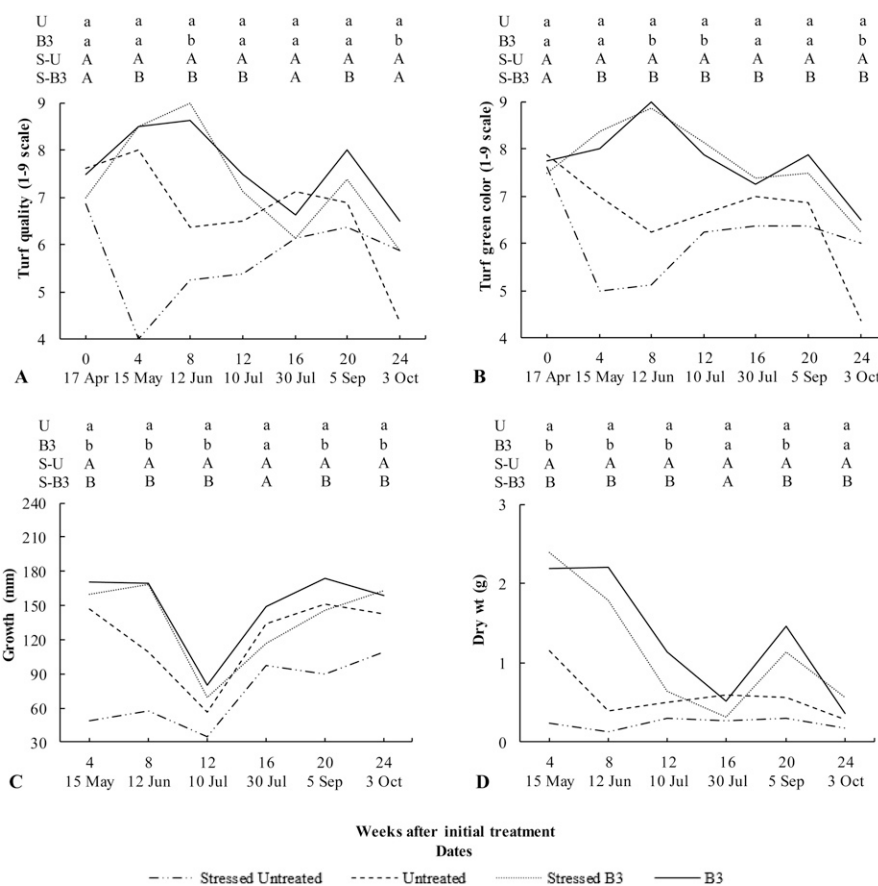 U a a a a a a a
B3 a a b a a a b
S-U A A A A A A A
S-B3 A B B B A B A
Turf quality (1-9 scale)
9
8
7
6
5
4
0 4 8 12 16 20 24
17 Apr 15 May 12 Jun 10 Jul 30 Jul 5 Sep 3 Oct
A
U a a a a a a a
B3 a a b b a a b
S-U A A A A A A A
S-B3 A B B B B B B
Turf green color (1-9 scale)
9
8
7
6
5
4
0 4 8 12 16 20 24
17 Apr 15 May 12 Jun 10 Jul 30 Jul 5 Sep 3 Oct
B
U a a a a a a
B3 b b b a b b
S-U A A A A A A
S-B3 B B B A B B
Growth (mm)
240
210
180
150
120
90
60
30
4 8 12 16 20 24
15 May 12 Jun 10 Jul 30 Jul 5 Sep 3 Oct
C
U a a a a a a
B3 b b b a b a
S-U A A A A A A
S-B3 B B B A B B
Dry wt (g)
3
2
1
0
4 8 12 16 20 24
15 May 12 Jun 10 Jul 30 Jul 5 Sep 3 Oct
D
Weeks after initial treatment
Dates
Stressed Untreated Untreated Stressed B3 B3